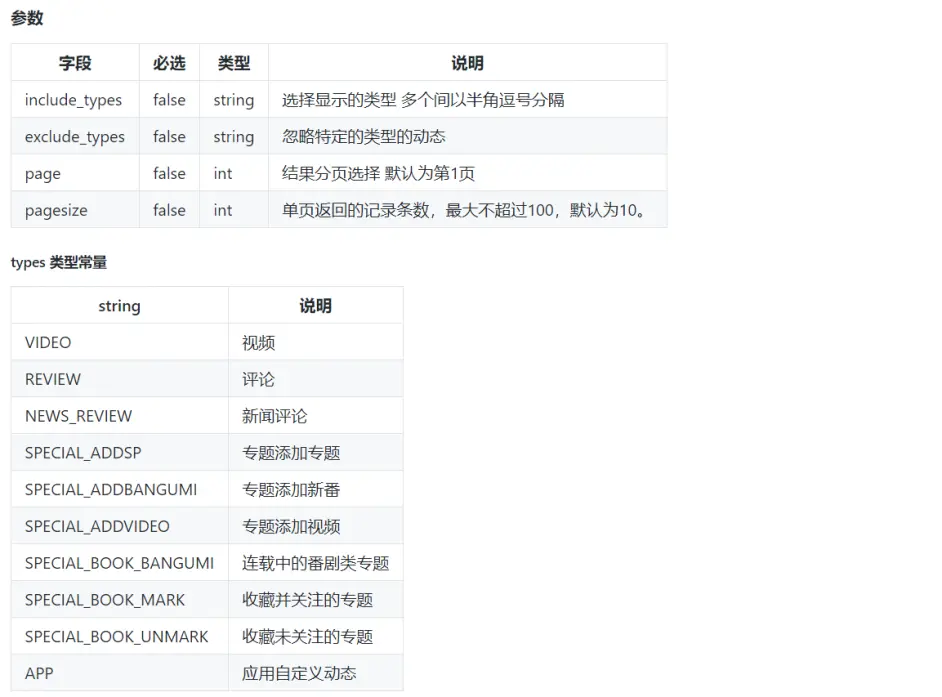 参数
字段 必选 类型 说明
include_types false string 选择显示的类型 多个间以半角逗号分隔
exclude_types false string 忽略特定的类型的动态
page false int 结果分页选择 默认为第1页
pagesize false int 单页返回的记录条数，最大不超过100，默认为10。
types 类型常量
string 说明
VIDEO 视频
REVIEW 评论
NEWS_REVIEW 新闻评论
SPECIAL_ADDSP 专题添加专题
SPECIAL_ADDBANGUMI 专题添加新番
SPECIAL_ADDVIDEO 专题添加视频
SPECIAL_BOOK_BANGUMI 连载中的番剧类专题
SPECIAL_BOOK_MARK 收藏并关注的专题
SPECIAL_BOOK_UNMARK 收藏未关注的专题
APP 应用自定义动态